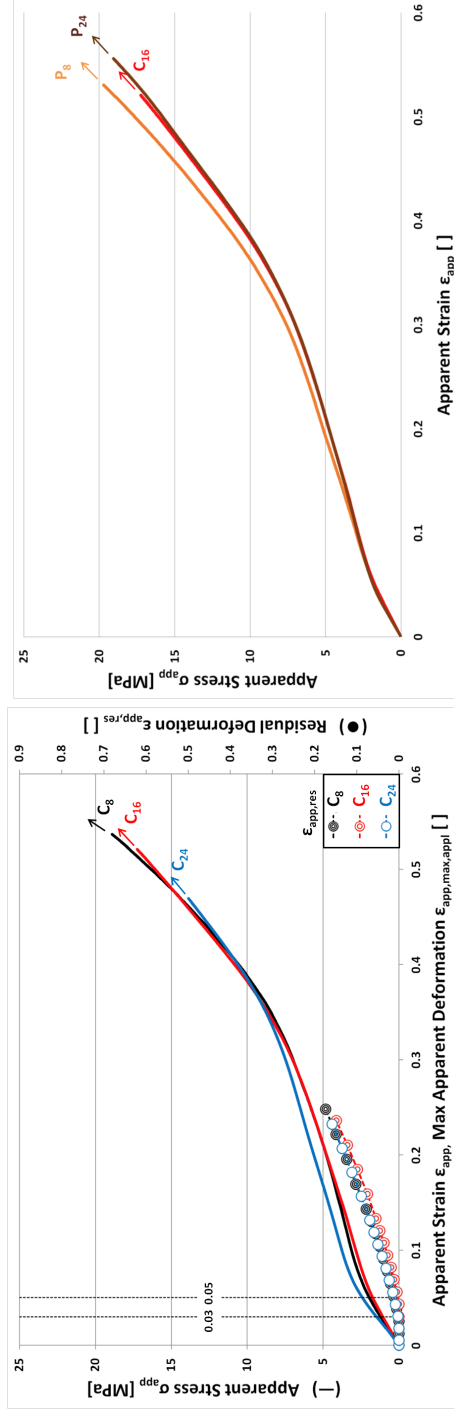 (—) Apparent Stress σapp [MPa]
25
20
15
10
5
0
0
0.1
0.2
0.3
0.4
0.5
0.6
0.03 0.05
C8
C16
C24
εapp,res
C8
C16
C24
0.9
0.8
0.7
0.6
0.5
0.4
0.3
0.2
0.1
0
(●) Residual Deformation εapp,res [ ]
Apparent Strain εapp, Max Apparent Deformation εapp,max,appl [ ]
Apparent Stress σapp [MPa]
25
20
15
10
5
0
0
0.1
0.2
0.3
0.4
0.5
0.6
P8
C16
P24
Apparent Strain εapp [ ]